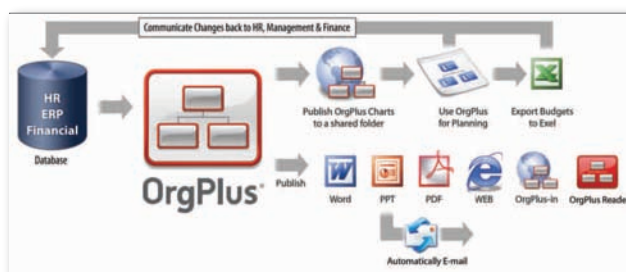 Communicate Changes back to HR, Management & Finance
HR
ERP
Financial
Database
OrgPlus®
Publish OrgPlus Charts
to a shared folder
Use OrgPlus
for Planning
Export Budgets
to Exel
Publish
Word
PPT
PDF
WEB
OrgPlus-in
OrgPlus Reade
Automatically E-mail